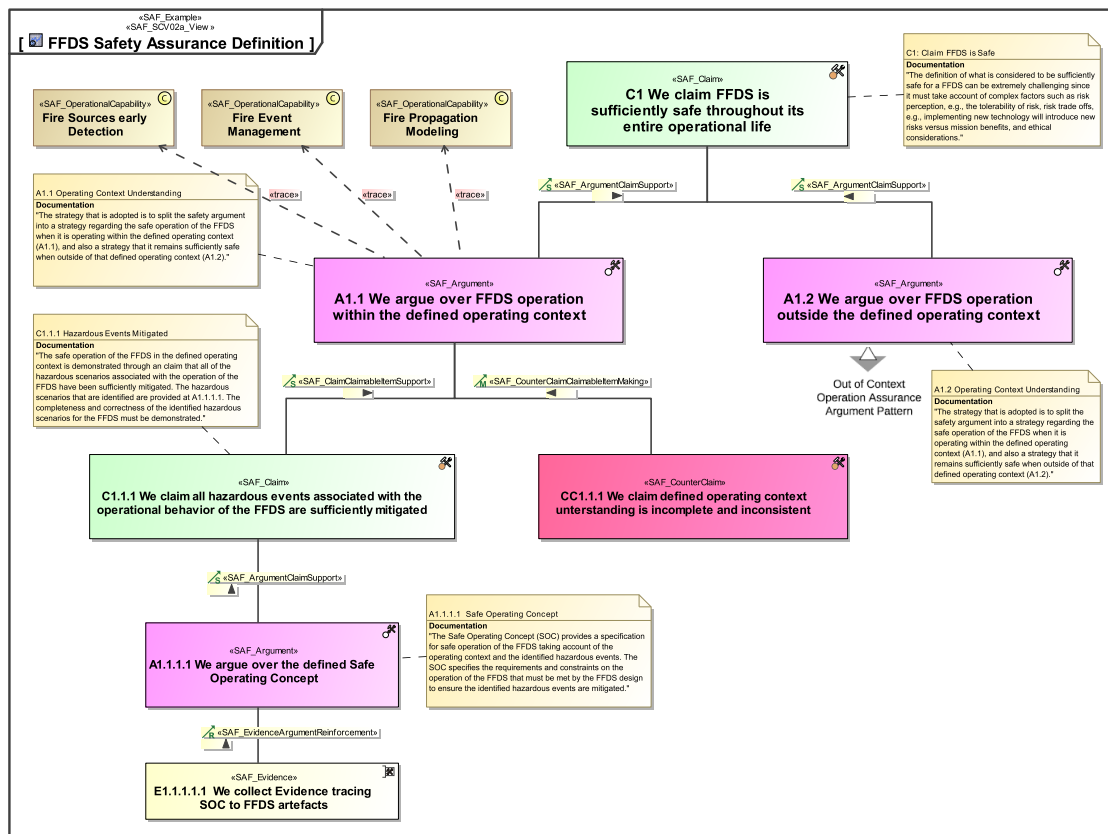 «SAF_Example»
«SAF_SCV02a_View »
[ FFDS Safety Assurance Definition ]
«SAF_OperationalCapability»
Fire Sources early
Detection
C
«SAF_OperationalCapability»
Fire Event
Management
C
«SAF_OperationalCapability»
Fire Propagation
Modeling
C
«SAF_Claim»
C1 We claim FFDS is
sufficiently safe throughout its
entire operational life
C1: Claim FFDS is Safe
Documentation
"The definition of what is considered to be sufficiently
safe for a FFDS can be extremely challenging since
it must take account of complex factors such as risk
perception, e.g., the tolerability of risk, risk trade offs,
e.g., implementing new technology will introduce new
risks versus mission benefits, and ethical
considerations."
«trace»
«trace»
«trace»
S «SAF_ArgumentClaimSupport»
S «SAF_ArgumentClaimSupport»
A1.1 Operating Context Understanding
Documentation
"The strategy that is adopted is to split the safety argument
into a strategy regarding the safe operation of the FFDS
when it is operating within the defined operating context
(A1.1), and also a strategy that it remains sufficiently safe
when outside of that defined operating context (A1.2)."
«SAF_Argument»
A1.1 We argue over FFDS operation
within the defined operating context
«SAF_Argument»
A1.2 We argue over FFDS operation
outside the defined operating context
Out of Context
Operation Assurance
Argument Pattern
C1.1.1 Hazardous Events Mitigated
Documentation
"The safe operation of the FFDS in the defined operating
context is demonstrated through an claim that all of the
hazardous scenarios associated with the operation of the
FFDS have been sufficiently mitigated. The hazardous
scenarios that are identified are provided at A1.1.1.1. The
completeness and correctness of the identified hazardous
scenarios for the FFDS must be demonstrated."
S «SAF_ClaimClaimableItemSupport»
M «SAF_CounterClaimClaimableItemMaking»
A1.2 Operating Context Understanding
Documentation
"The strategy that is adopted is to split the
safety argument into a strategy regarding the
safe operation of the FFDS when it is
operating within the defined operating
context (A1.1), and also a strategy that it
remains sufficiently safe when outside of that
defined operating context (A1.2)."
«SAF_Claim»
C1.1.1 We claim all hazardous events associated with the
operational behavior of the FFDS are sufficiently mitigated
«SAF_CounterClaim»
CC1.1.1 We claim defined operating context
unterstanding is incomplete and inconsistent
S «SAF_ArgumentClaimSupport»
«SAF_Argument»
A1.1.1.1 We argue over the defined Safe
Operating Concept
A1.1.1.1 Safe Operating Concept
Documentation
"The Safe Operating Concept (SOC) provides a specification
for safe operation of the FFDS taking account of the
operating context and the identified hazardous events. The
SOC specifies the requirements and constraints on the
operation of the FFDS that must be met by the FFDS design
to ensure the identified hazardous events are mitigated."
R «SAF_EvidenceArgumentReinforcement»
«SAF_Evidence»
E1.1.1.1.1 We collect Evidence tracing
SOC to FFDS artefacts